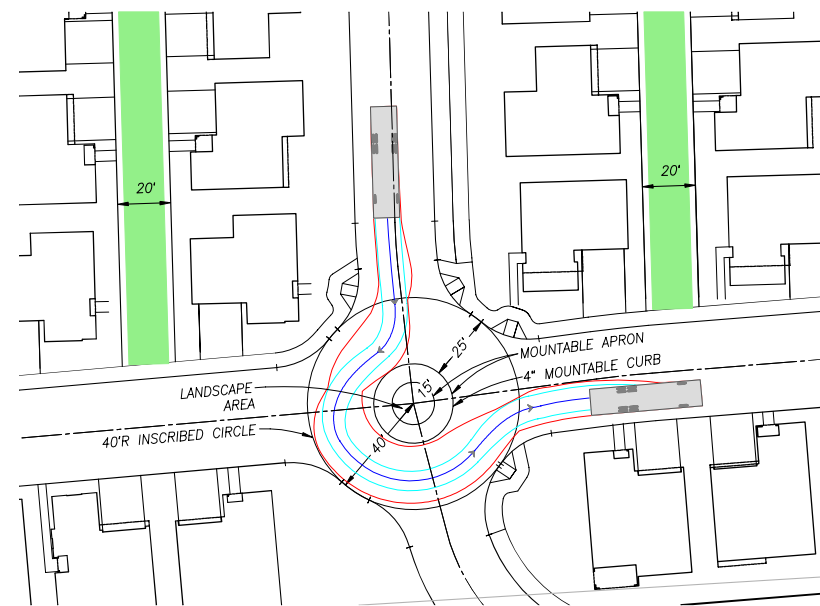 20'
20'
25'
MOUNTABLE APRON
4" MOUNTABLE CURB
15'
LANDSCAPE
AREA
40'
40'R INSCRIBED CIRCLE